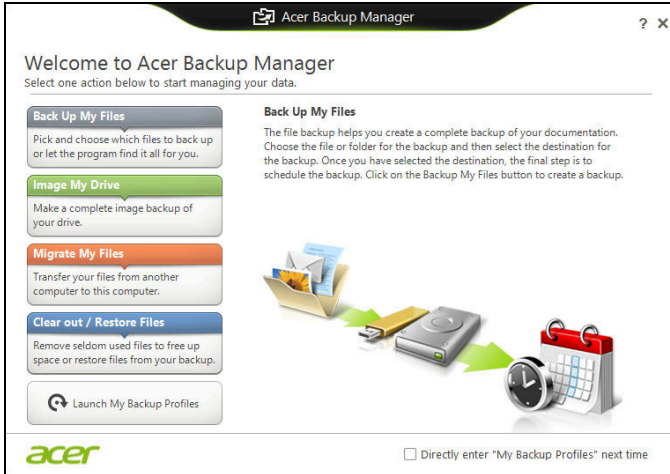 Acer Backup Manager
? X
Welcome to Acer Backup Manager
Select one action below to start managing your data.
Back Up My Files
Pick and choose which files to back up
or let the program find it all for you.
Image My Drive
Make a complete image backup of
your drive.
Migrate My Files
Transfer your files from another
computer to this computer.
Clear out / Restore Files
Remove seldom used files to free up
space or restore files from your backup.
Launch My Backup Profiles
Back Up My Files
The file backup helps you create a complete backup of your documentation.
Choose the file or folder for the backup and then select the destination for
the backup. Once you have selected the destination, the final step is to
schedule the backup. Click on the Backup My Files button to create a backup.
acer
Directly enter "My Backup Profiles" next time